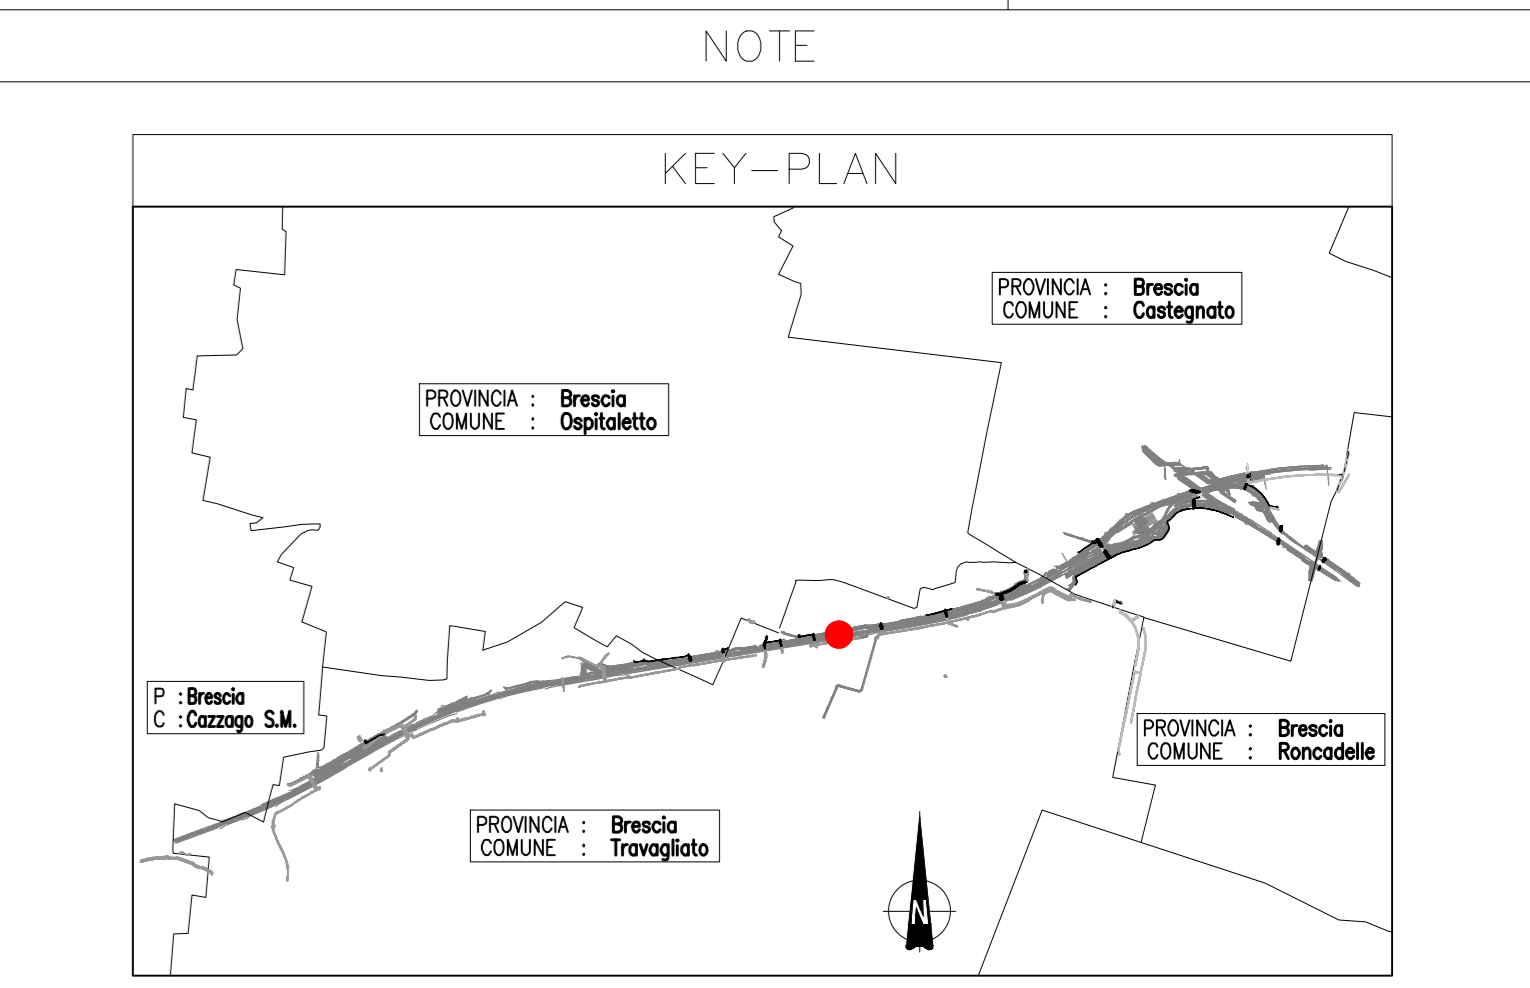 NOTE
KEY-PLAN
PROVINCIA : Brescia
COMUNE : Castegnato
PROVINCIA : Brescia
COMUNE : Ospitaletto
P : Brescia
C : Cazzago S.M.
PROVINCIA : Brescia
COMUNE : Roncadelle
PROVINCIA : Brescia
COMUNE : Travagliato
N